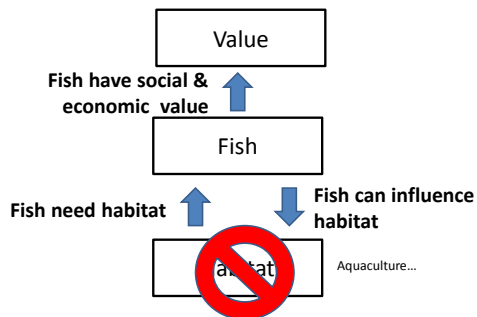 Value
Fish have social &
economic value
Fish
Fish need habitat
Fish can influence
habitat
Aquaculture…